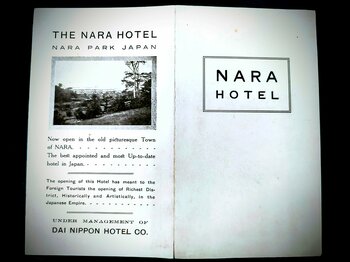 THE NARA HOTEL
NARA PARK JAPAN
Now open in the old picturesque Town
of NARA. . . . . . . . . . . . . .
The best appointed and most Up-to-date
hotel in Japan. . . . . . . . . . . .
The opening of this Hotel has meant to the
Foreign Tourists the opening of Richest Dis-
trict, Historically and Artistically, in the
Japanese Empire. . . . . . . . . . . .
UNDER MANAGEMENT OF
DAI NIPPON HOTEL CO.
NARA
HOTEL